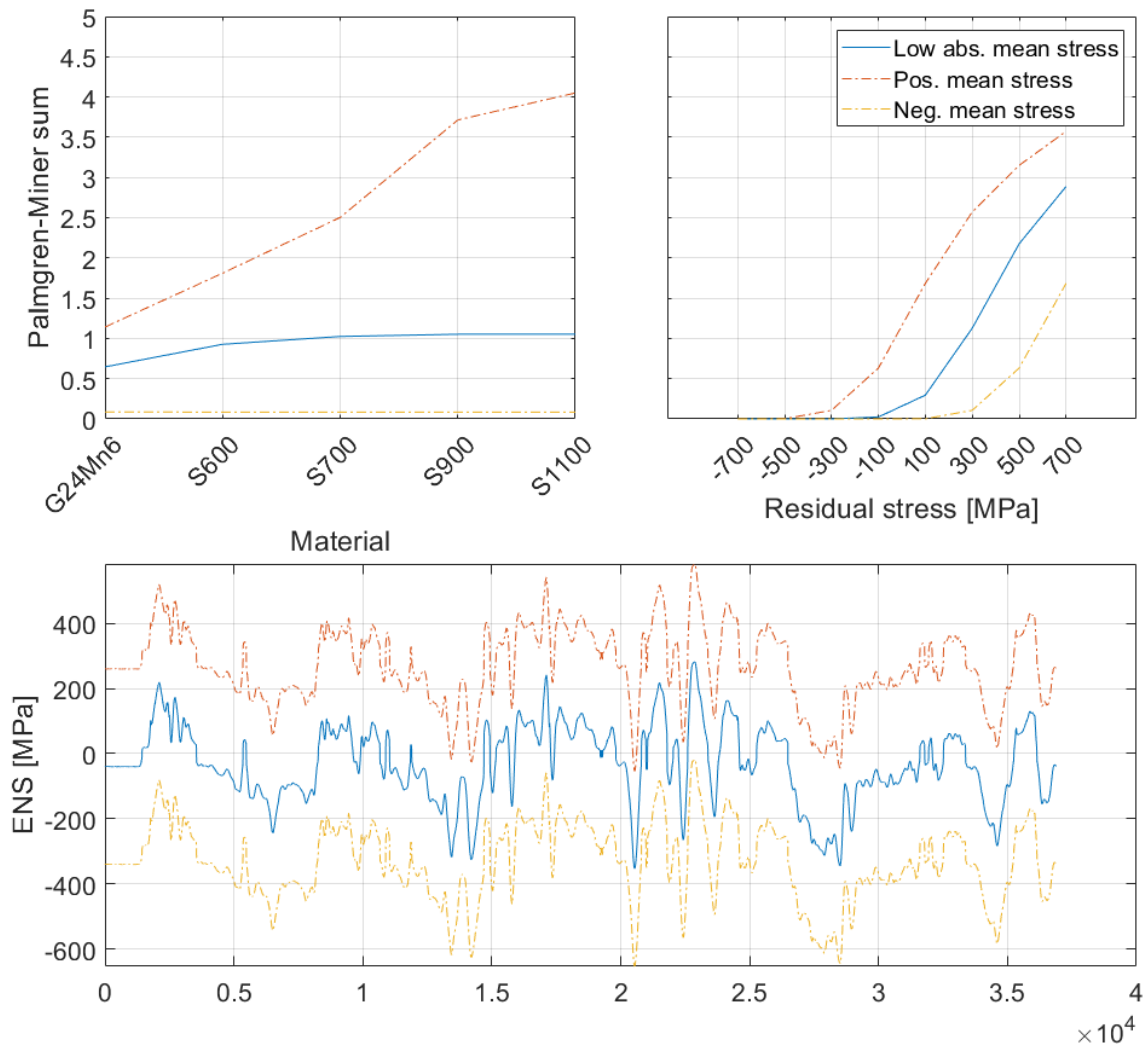 5
4.5
4
3.5
3
2.5
2
1.5
1
0.5
0
Palmgren-Miner sum
G24Mn6
S600
S700
S900
S1100
Material
Low abs. mean stress
Pos. mean stress
Neg. mean stress
-700
-500
-300
-100
100
300
500
700
Residual stress [MPa]
400
200
0
-200
-400
-600
ENS [MPa]
0 0.5 1 1.5 2 2.5 3 3.5 4
×10⁴